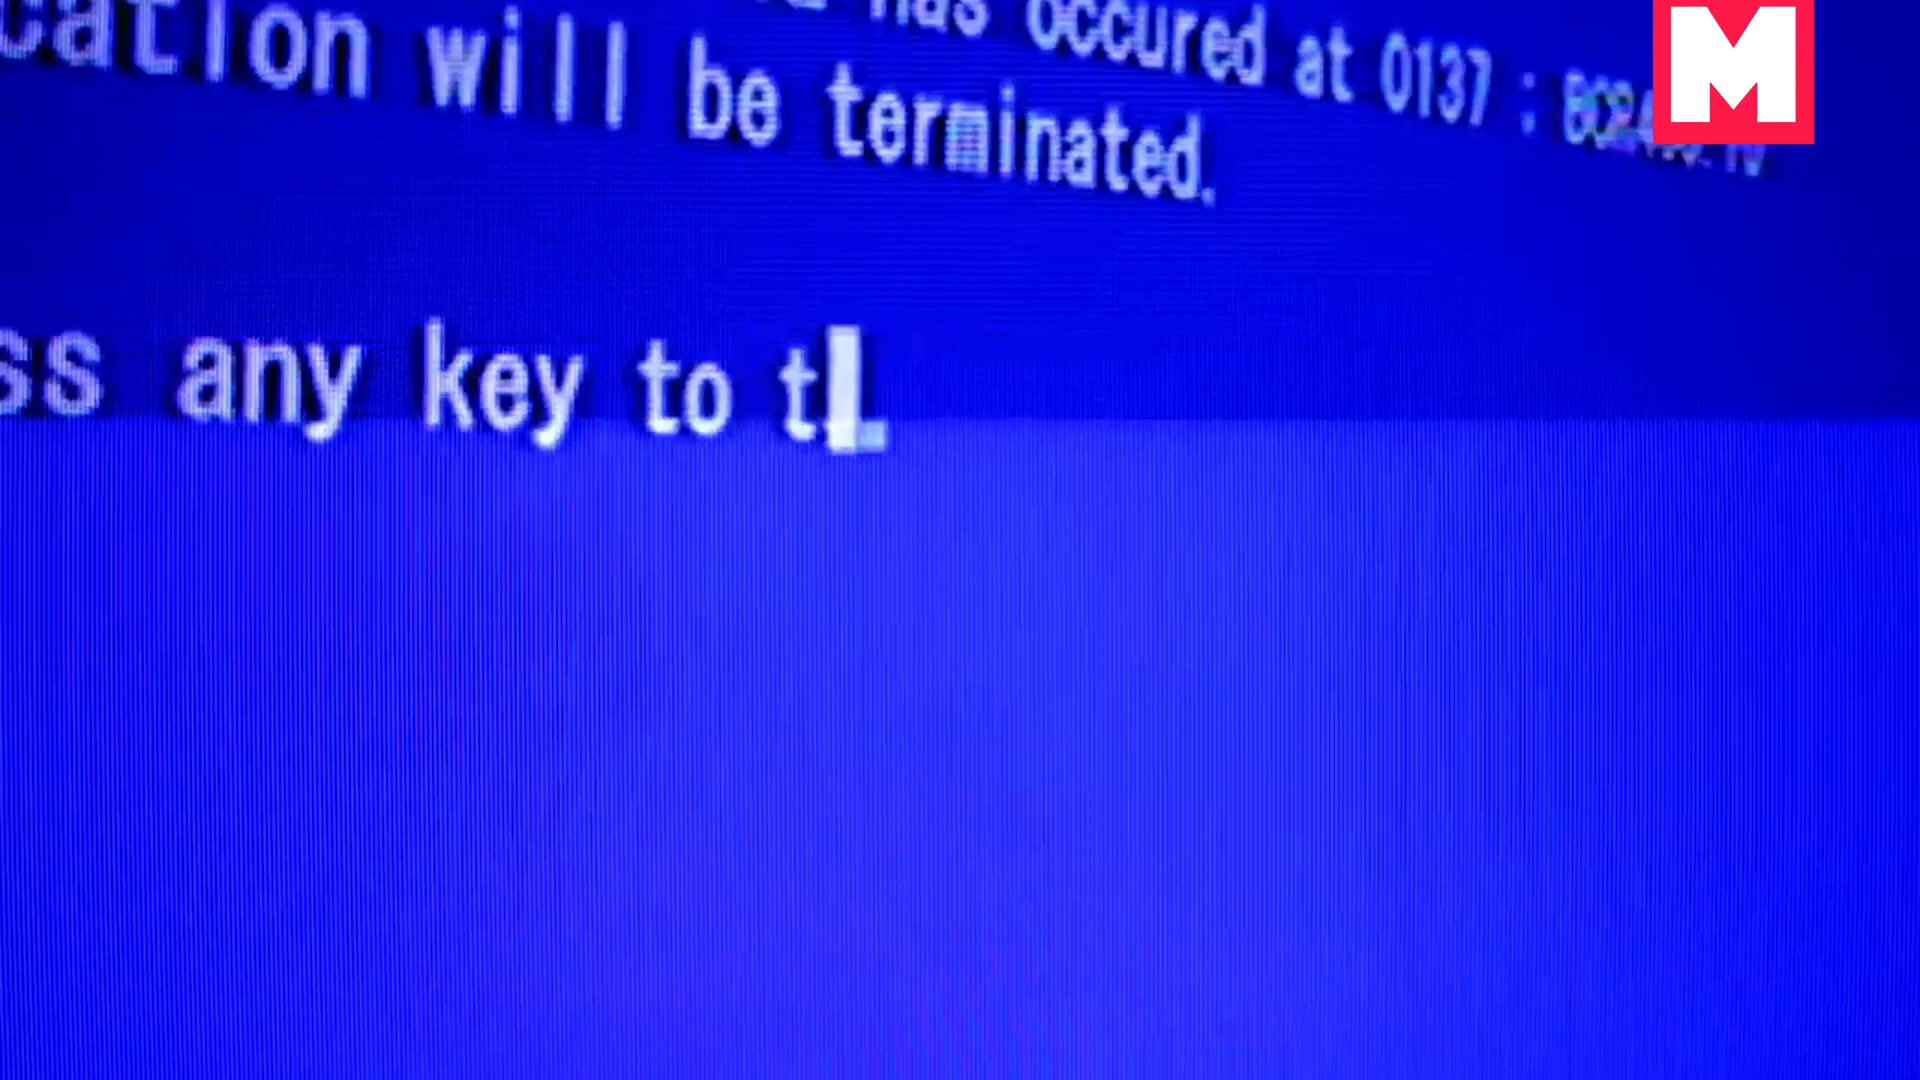 has occured at 0137 :
cation will be terminated.
ss any key to t
M